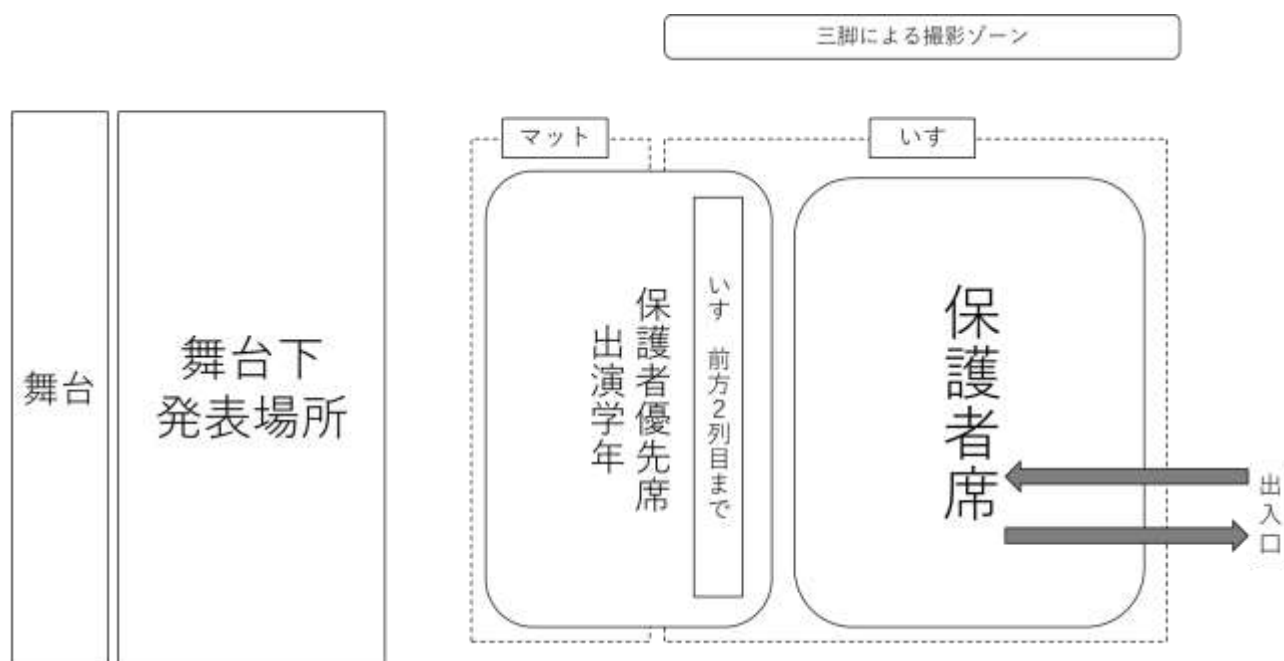 三脚による撮影ゾーン
マット
いす
舞台
舞台下
発表場所
保護者優先席
出演学年
いす 前方2列目まで
保護者席
出入口